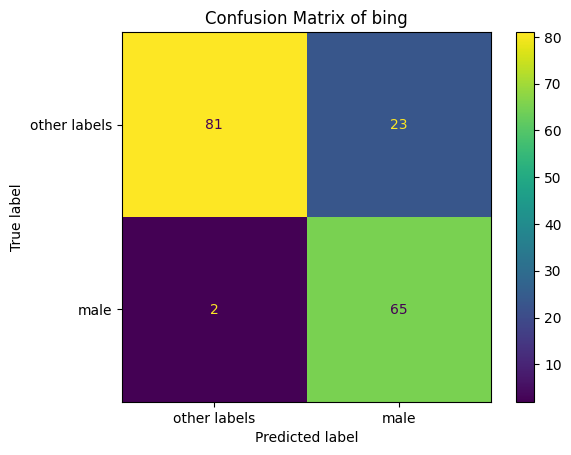 Confusion Matrix of bing
other labels
81
23
male
2
65
True label
other labels
male
Predicted label
80
70
60
50
40
30
20
10